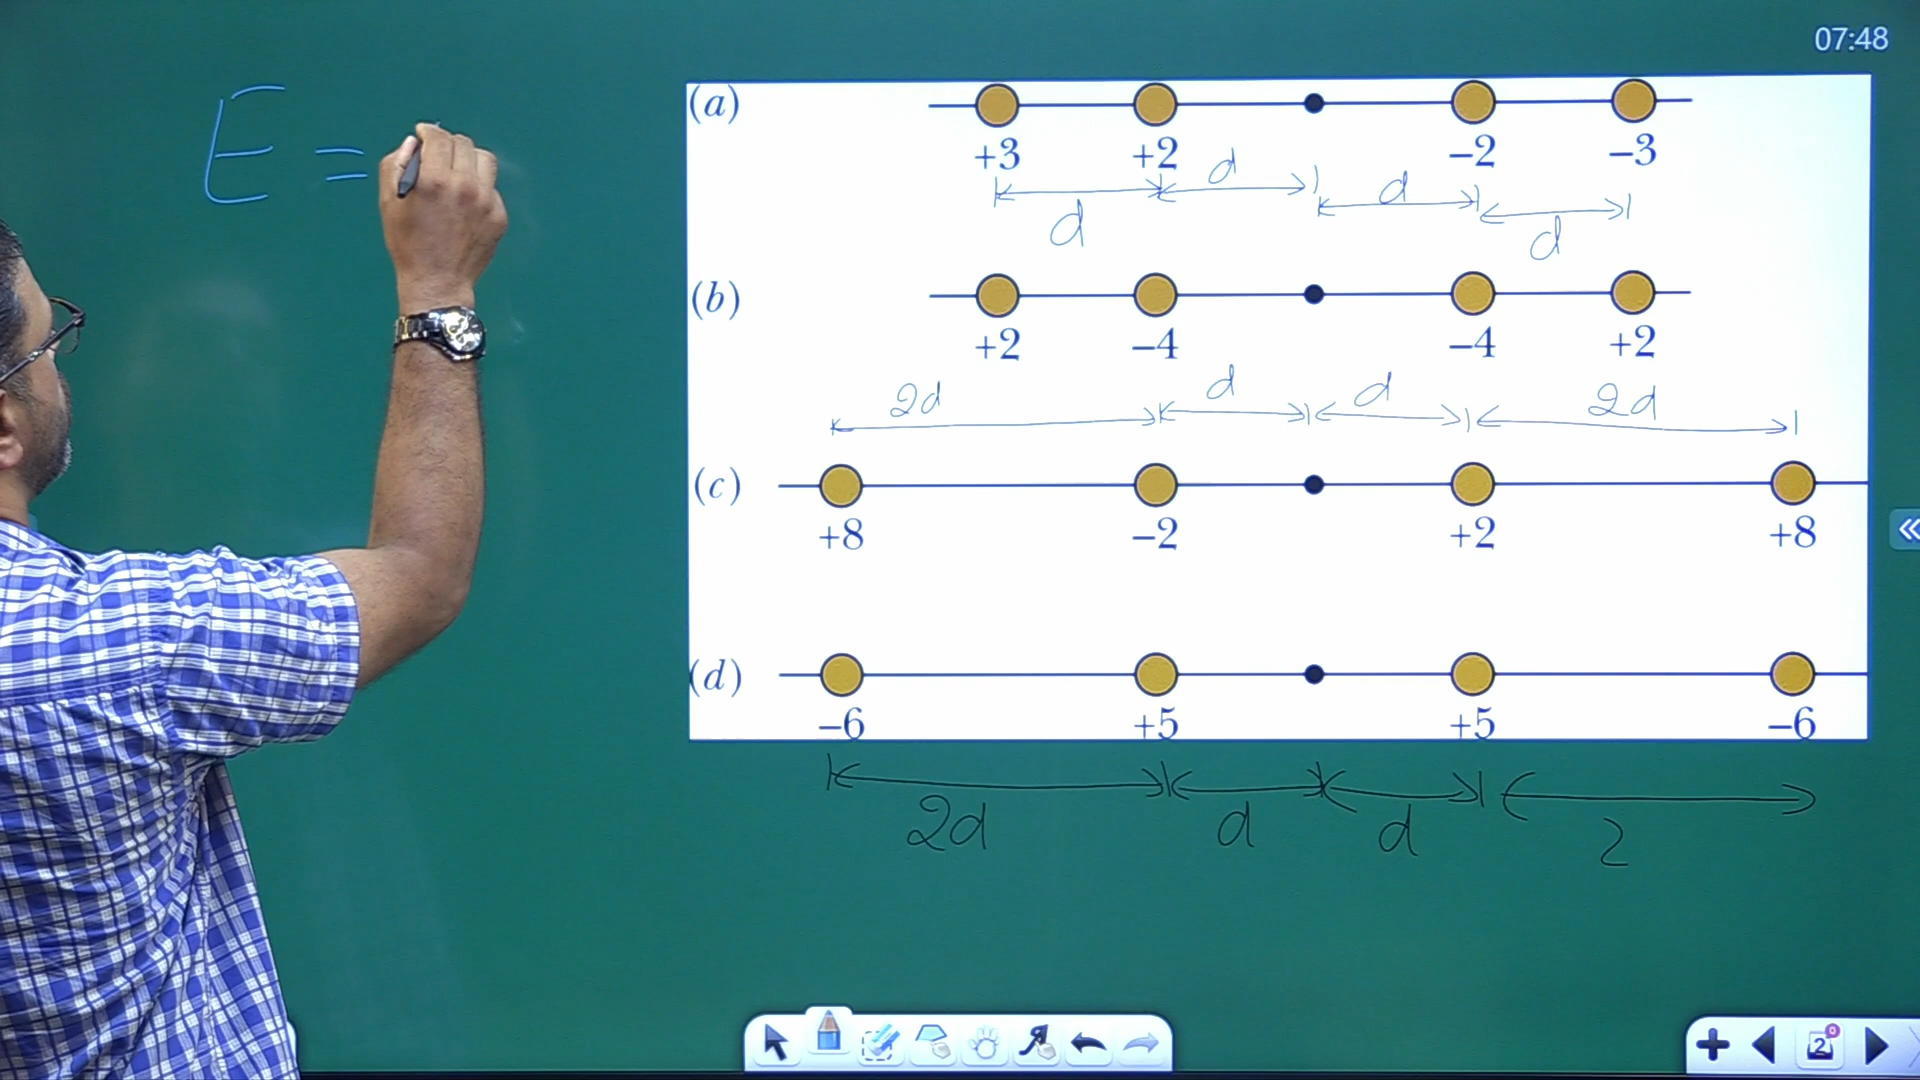 07:48
E =
(a)
+3 +2 −2 −3
d d d d
(b)
+2 −4 −4 +2
2d d d 2d
(c)
+8 −2 +2 +8
(d)
−6 +5 +5 −6
2d d d 2
2 0